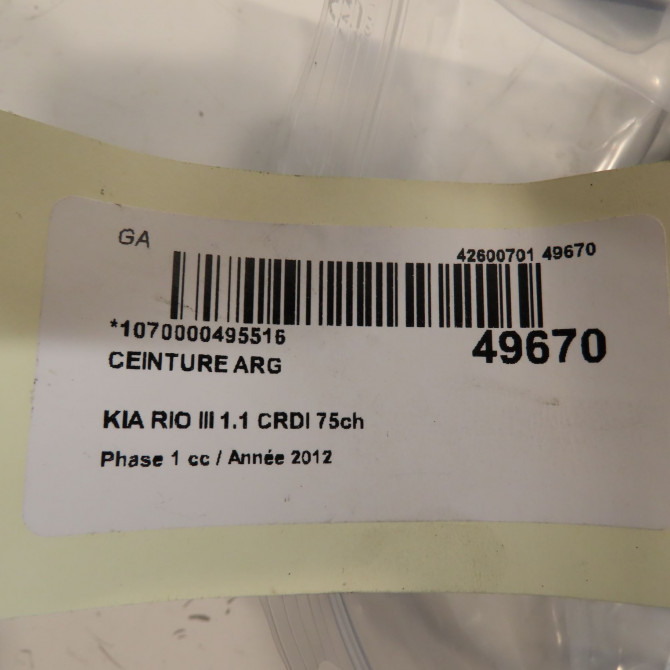 GA
42600701 49670
*1070000495516
49670
CEINTURE ARG
KIA RIO III 1.1 CRDI 75ch
Phase 1 cc / Année 2012